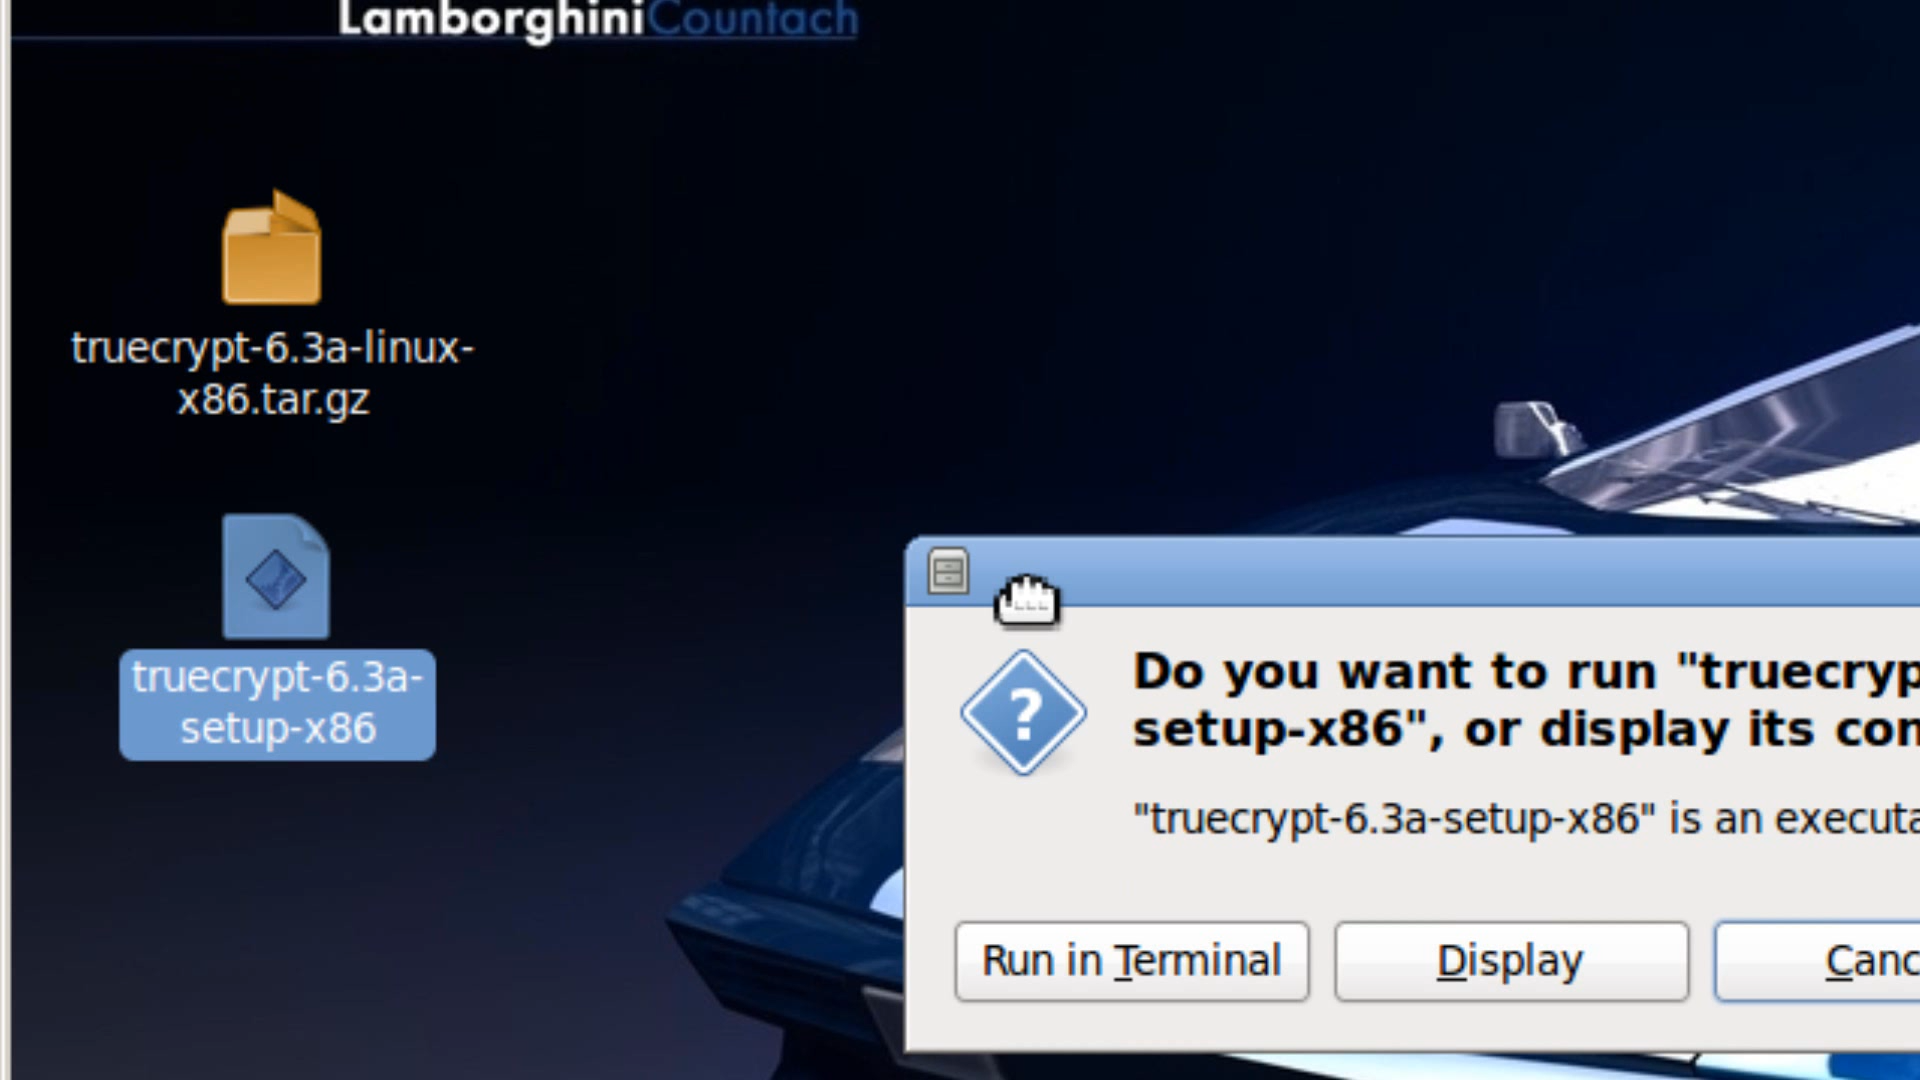 LamborghiniCountach
truecrypt-6.3a-linux-
x86.tar.gz
truecrypt-6.3a-
setup-x86
Do you want to run "truecryp
setup-x86", or display its con
"truecrypt-6.3a-setup-x86" is an executa
Run in Terminal
Display
Canc